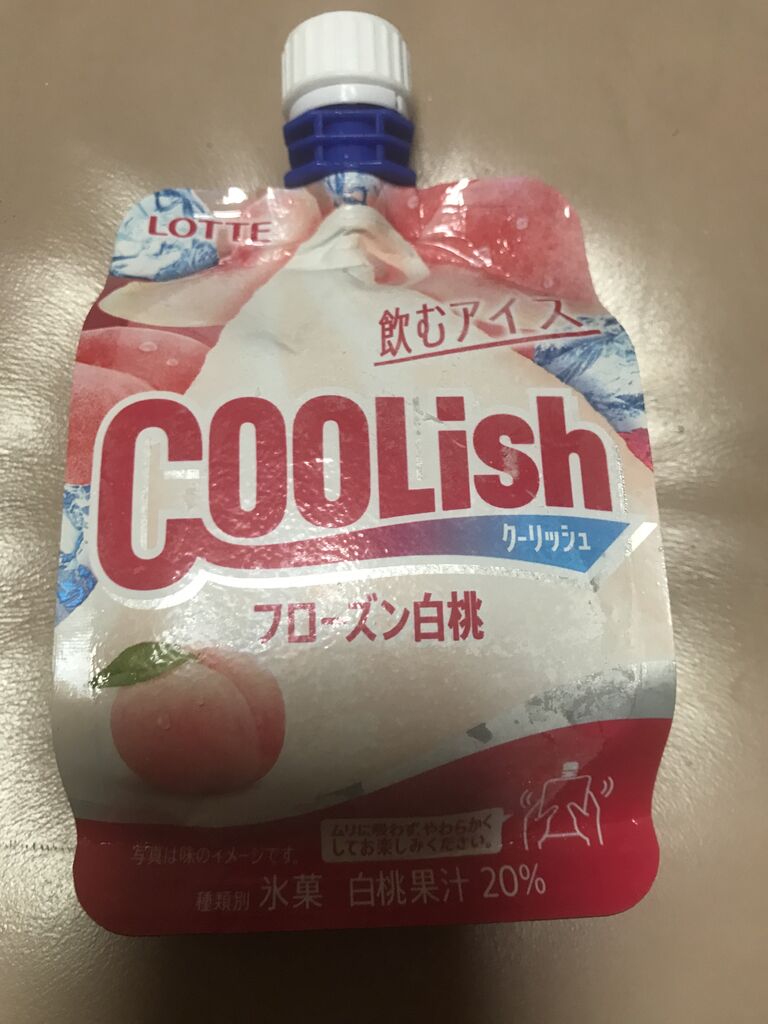 LOTTE
飲むアイス
COOLish
クーリッシュ
フローズン白桃
ムリに吸わず、やわらかく
してお楽しみください。
写真は味のイメージです。
種類別 氷菓 白桃果汁 20%